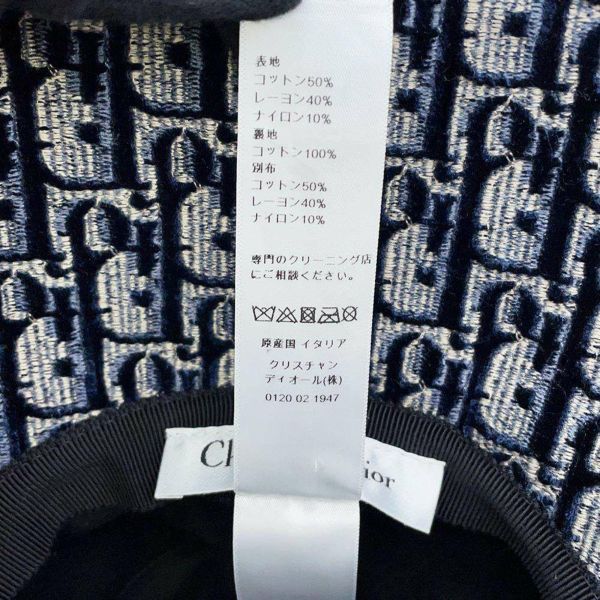 表地
コットン50%
レーヨン40%
ナイロン10%
裏地
コットン100%
別布
コットン50%
レーヨン40%
ナイロン10%
専門のクリーニング店
にご相談ください。
原産国 イタリア
クリスチャン
ディオール(株)
0120 02 1947
Ch ior